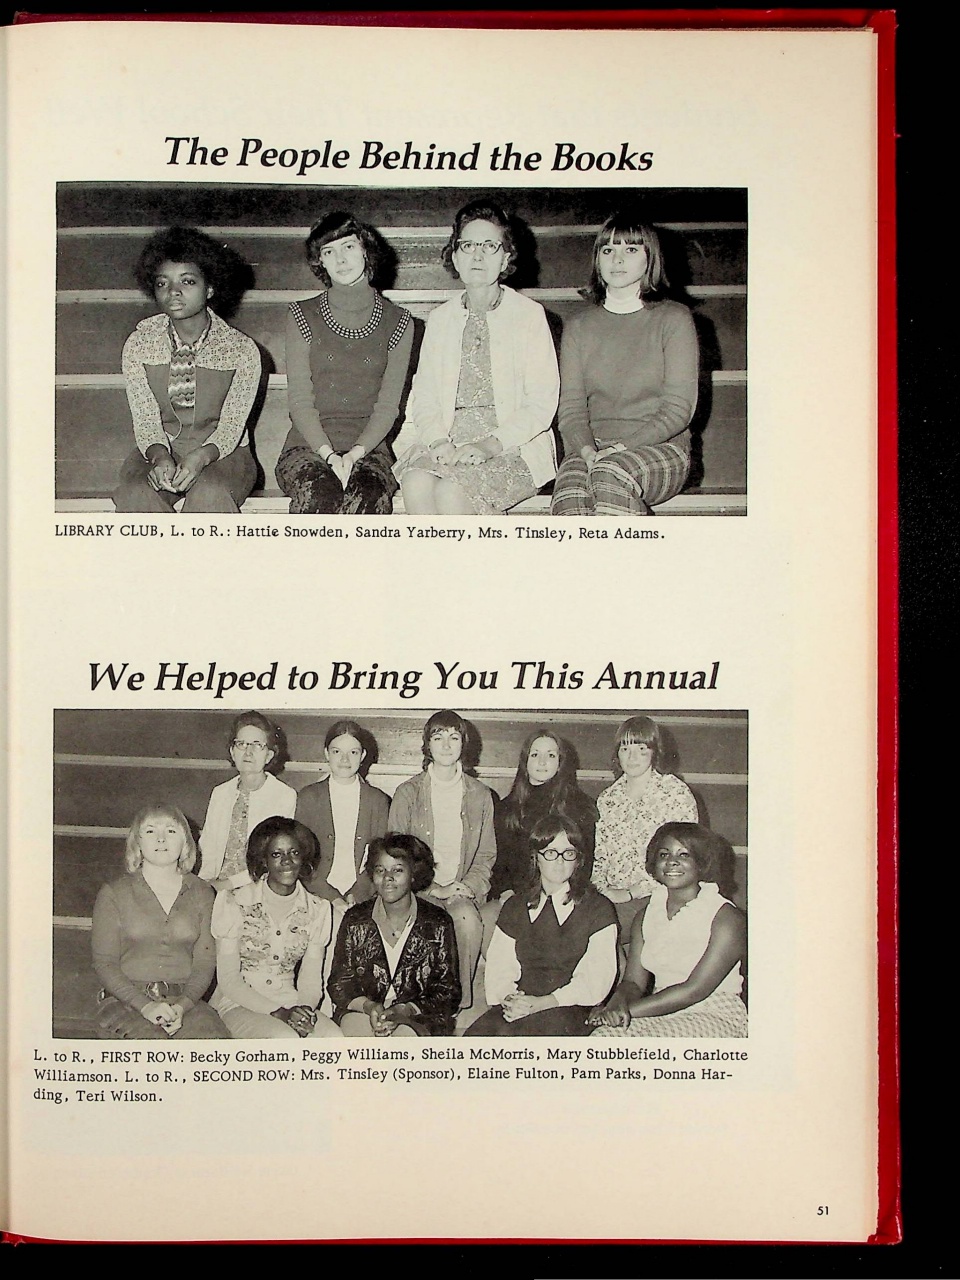 The People Behind the Books
LIBRARY CLUB, L. to R.: Hattie Snowden, Sandra Yarberry, Mrs. Tinsley, Reta Adams.
We Helped to Bring You This Annual
L. to R., FIRST ROW: Becky Gorham, Peggy Williams, Sheila McMorris, Mary Stubblefield, Charlotte
Williamson. L. to R., SECOND ROW: Mrs. Tinsley (Sponsor), Elaine Fulton, Pam Parks, Donna Har-
ding, Teri Wilson.
51